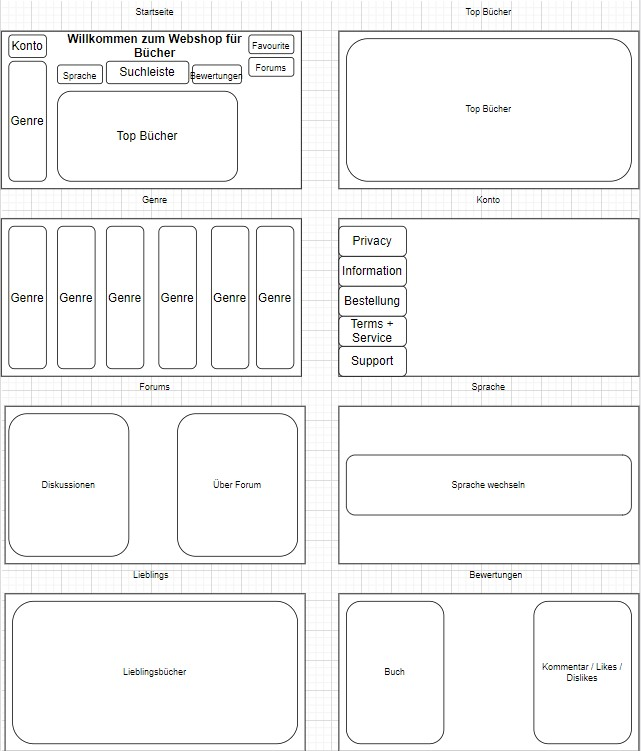 Startseite
Top Bücher
Konto
Willkommen zum Webshop für
Bücher
Favourite
Forums
Sprache
Suchleiste
Bewertungen
Genre
Top Bücher
Top Bücher
Genre
Konto
Genre
Genre
Genre
Genre
Genre
Genre
Privacy
Information
Bestellung
Terms +
Service
Support
Forums
Sprache
Diskussionen
Über Forum
Sprache wechseln
Lieblings
Bewertungen
Lieblingsbücher
Buch
Kommentar / Likes /
Dislikes